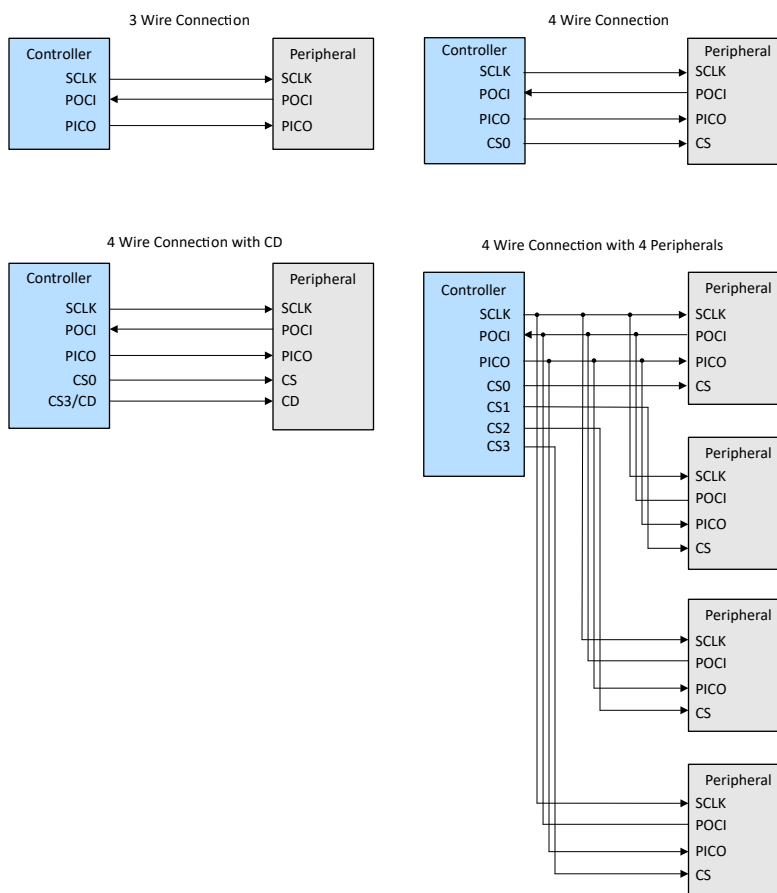 3 Wire Connection
Controller
SCLK
POCI
PICO
Peripheral
SCLK
POCI
PICO
4 Wire Connection
Controller
SCLK
POCI
PICO
CS0
Peripheral
SCLK
POCI
PICO
CS
4 Wire Connection with CD
Controller
SCLK
POCI
PICO
CS0
CS3/CD
Peripheral
SCLK
POCI
PICO
CS
CD
4 Wire Connection with 4 Peripherals
Controller
SCLK
POCI
PICO
CS0
CS1
CS2
CS3
Peripheral
SCLK
POCI
PICO
CS
Peripheral
SCLK
POCI
PICO
CS
Peripheral
SCLK
POCI
PICO
CS
Peripheral
SCLK
POCI
PICO
CS